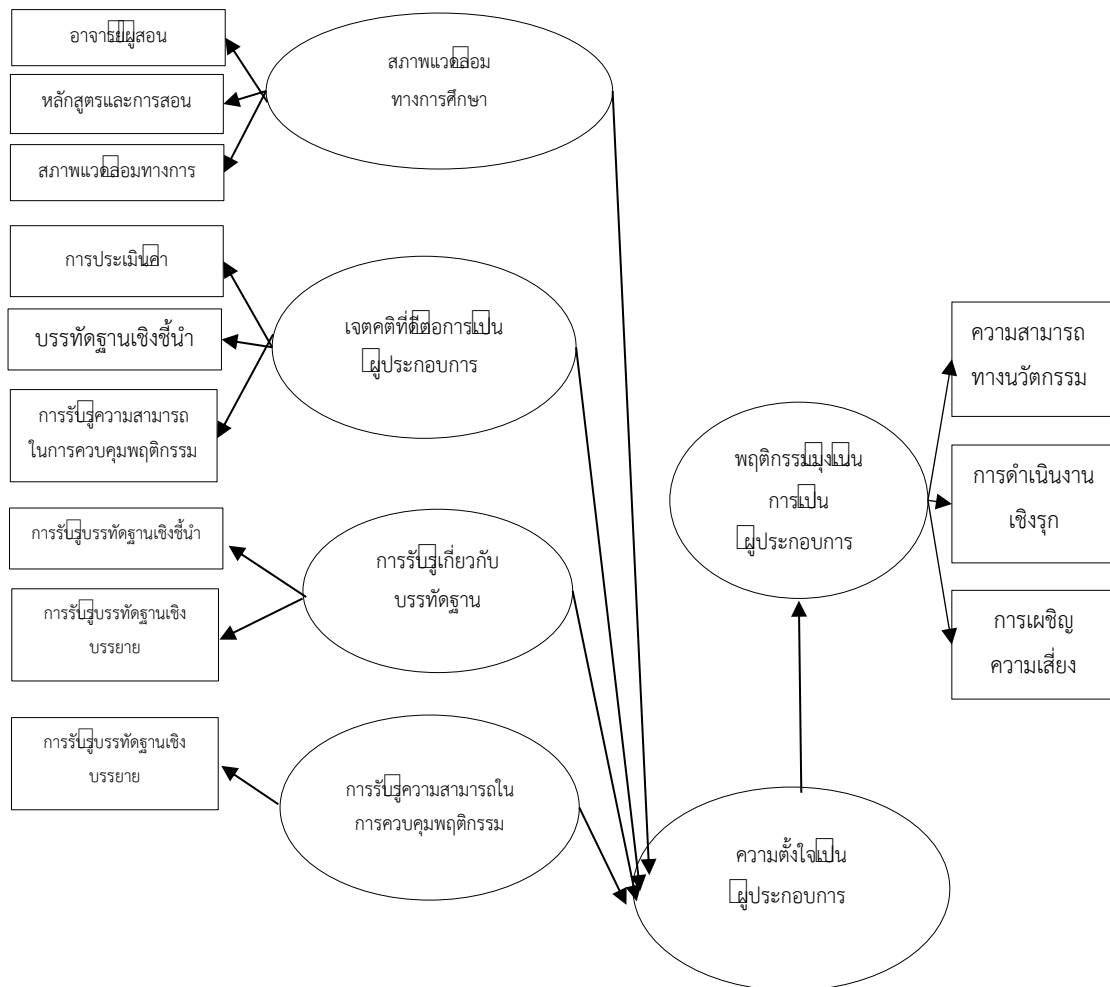 อาจารย์ผู้สอน
หลักสูตรและการสอน
สภาพแวดล้อมทางการ
สภาพแวดล้อม
ทางการศึกษา
การประเมินค่า
บรรทัดฐานเชิงชี้นำ
การรับรู้ความสามารถ
ในการควบคุมพฤติกรรม
เจตคติที่ดีต่อการเป็น
ผู้ประกอบการ
การรับรู้บรรทัดฐานเชิงชี้นำ
การรับรู้บรรทัดฐานเชิง
บรรยาย
การรับรู้เกี่ยวกับ
บรรทัดฐาน
การรับรู้บรรทัดฐานเชิง
บรรยาย
การรับรู้ความสามารถใน
การควบคุมพฤติกรรม
ความตั้งใจเป็น
ผู้ประกอบการ
พฤติกรรมมุ่งเน้น
การเป็น
ผู้ประกอบการ
ความสามารถ
ทางนวัตกรรม
การดำเนินงาน
เชิงรุก
การเผชิญ
ความเสี่ยง